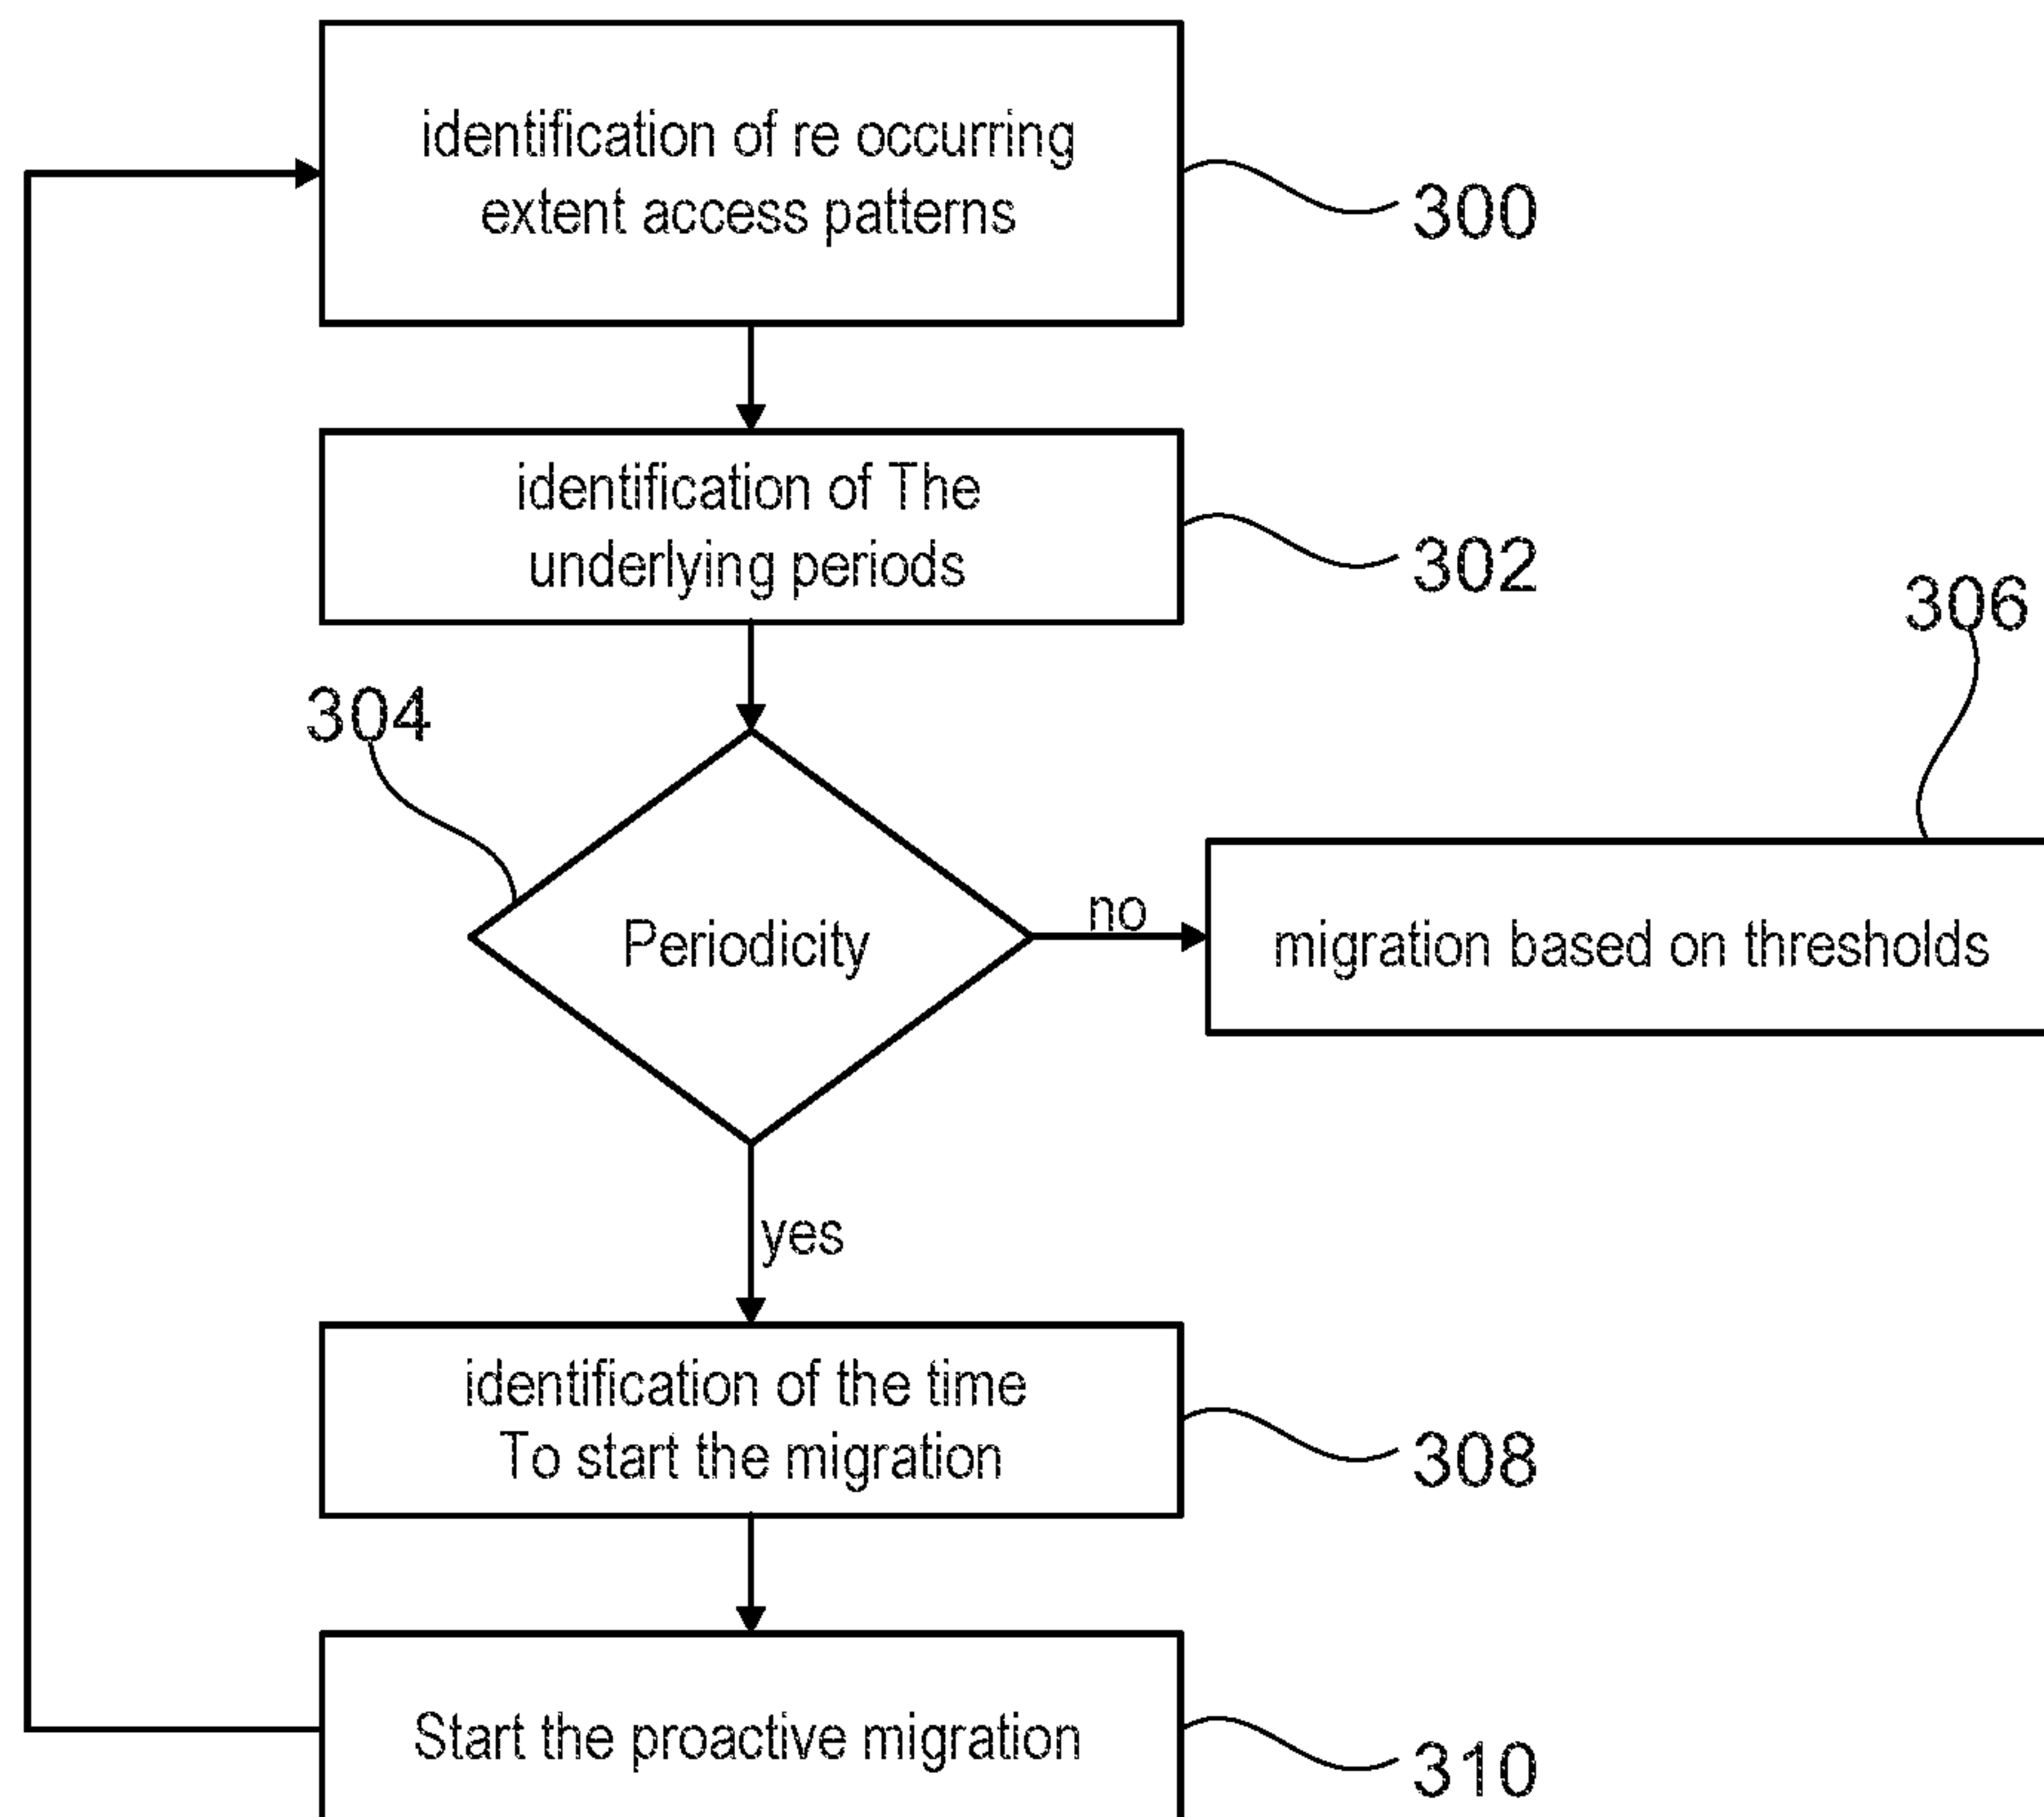 identification of re occurring
extent access patterns
300
identification of The
underlying periods
302
306
304
Periodicity
no
migration based on thresholds
yes
identification of the time
To start the migration
308
Start the proactive migration
310